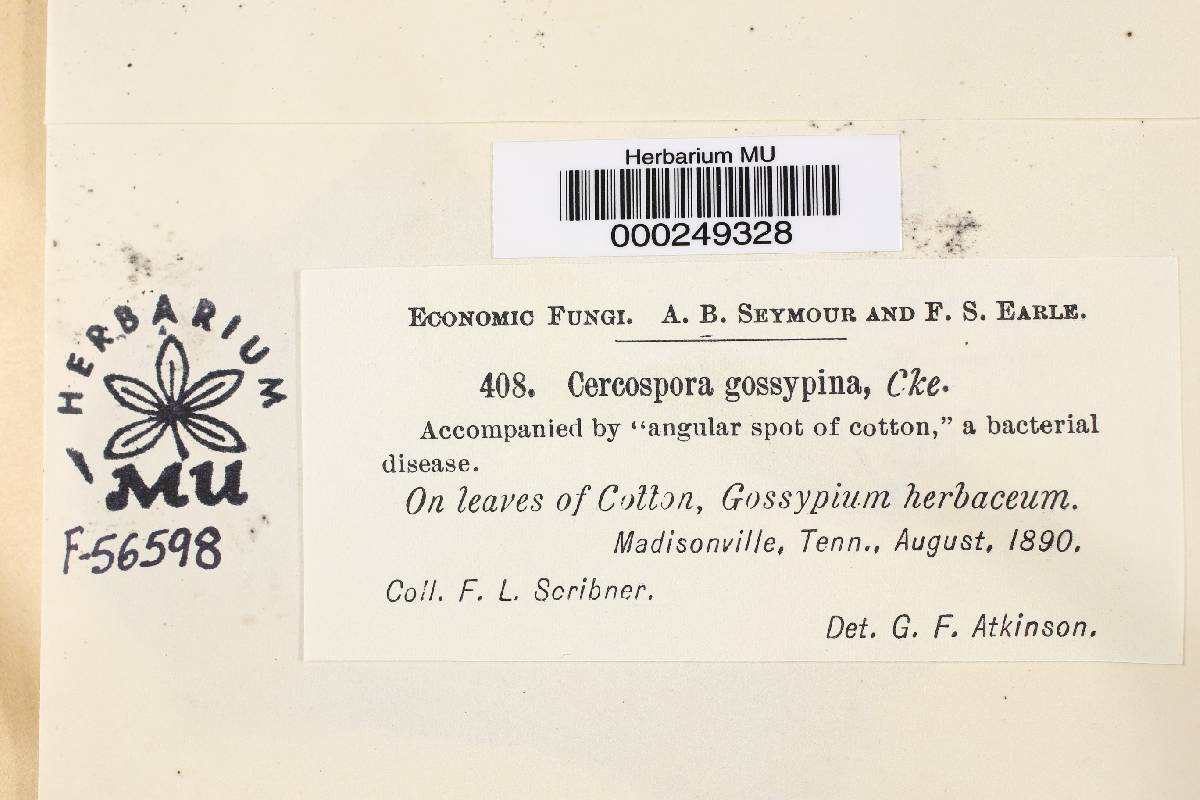 Herbarium MU
000249328
HERBARIUM
MU
F-56598
Economic Fungi. A. B. Seymour and F. S. Earle.
408. Cercospora gossypina, Cke.
Accompanied by "angular spot of cotton," a bacterial
disease.
On leaves of Cotton, Gossypium herbaceum.
Madisonville, Tenn., August, 1890.
Coll. F. L. Scribner.
Det. G. F. Atkinson.